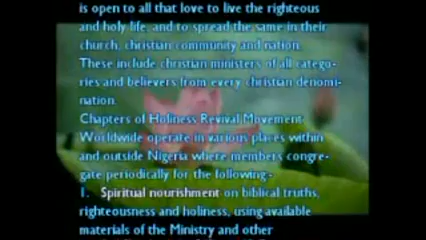 is open to all that love to live the righteous
and holy life, and to spread the same in their
church, christian community and nation.
These include christian ministers of all catego-
ries and believers from every christian denomi-
nation.
Chapters of Holiness Revival Movement
Worldwide operate in various places within
and outside Nigeria where members congre-
gate periodically for the following:-
1. Spiritual nourishment on biblical truths,
righteousness and holiness, using available
materials of the Ministry and other